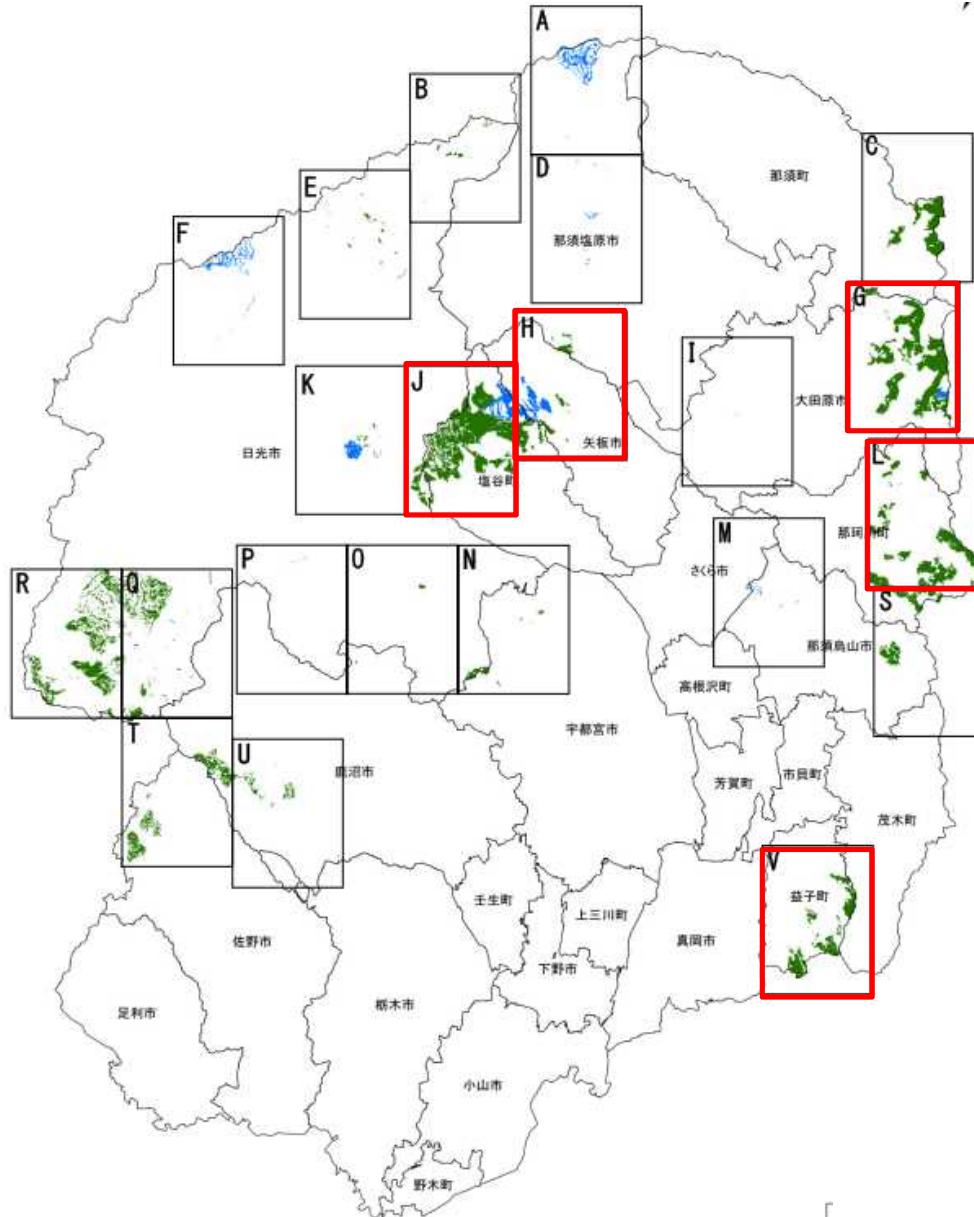 A
B
C
那須町
D
E
那須塩原市
F
G
H
I
大田原市
K
J
矢板市
日光市
塩谷町
L
那珂川町
M
P
O
N
さくら市
R
Q
S
那須烏山市
高根沢町
T
宇都宮市
U
鹿沼市
芳賀町
市貝町
茂木町
V
益子町
壬生町
上三川町
佐野市
真岡市
下野市
栃木市
足利市
小山市
野木町